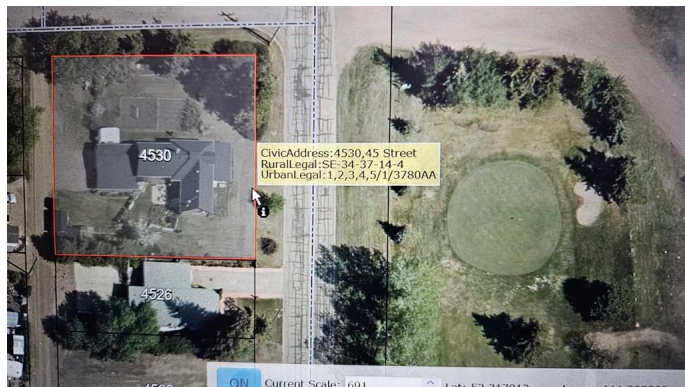 4530
CivicAddress:4530,45 Street
RuralLegal:SE-34-37-14-4
UrbanLegal:1,2,3,4,5/1/3780AA
4526
ON Current Scale: 691